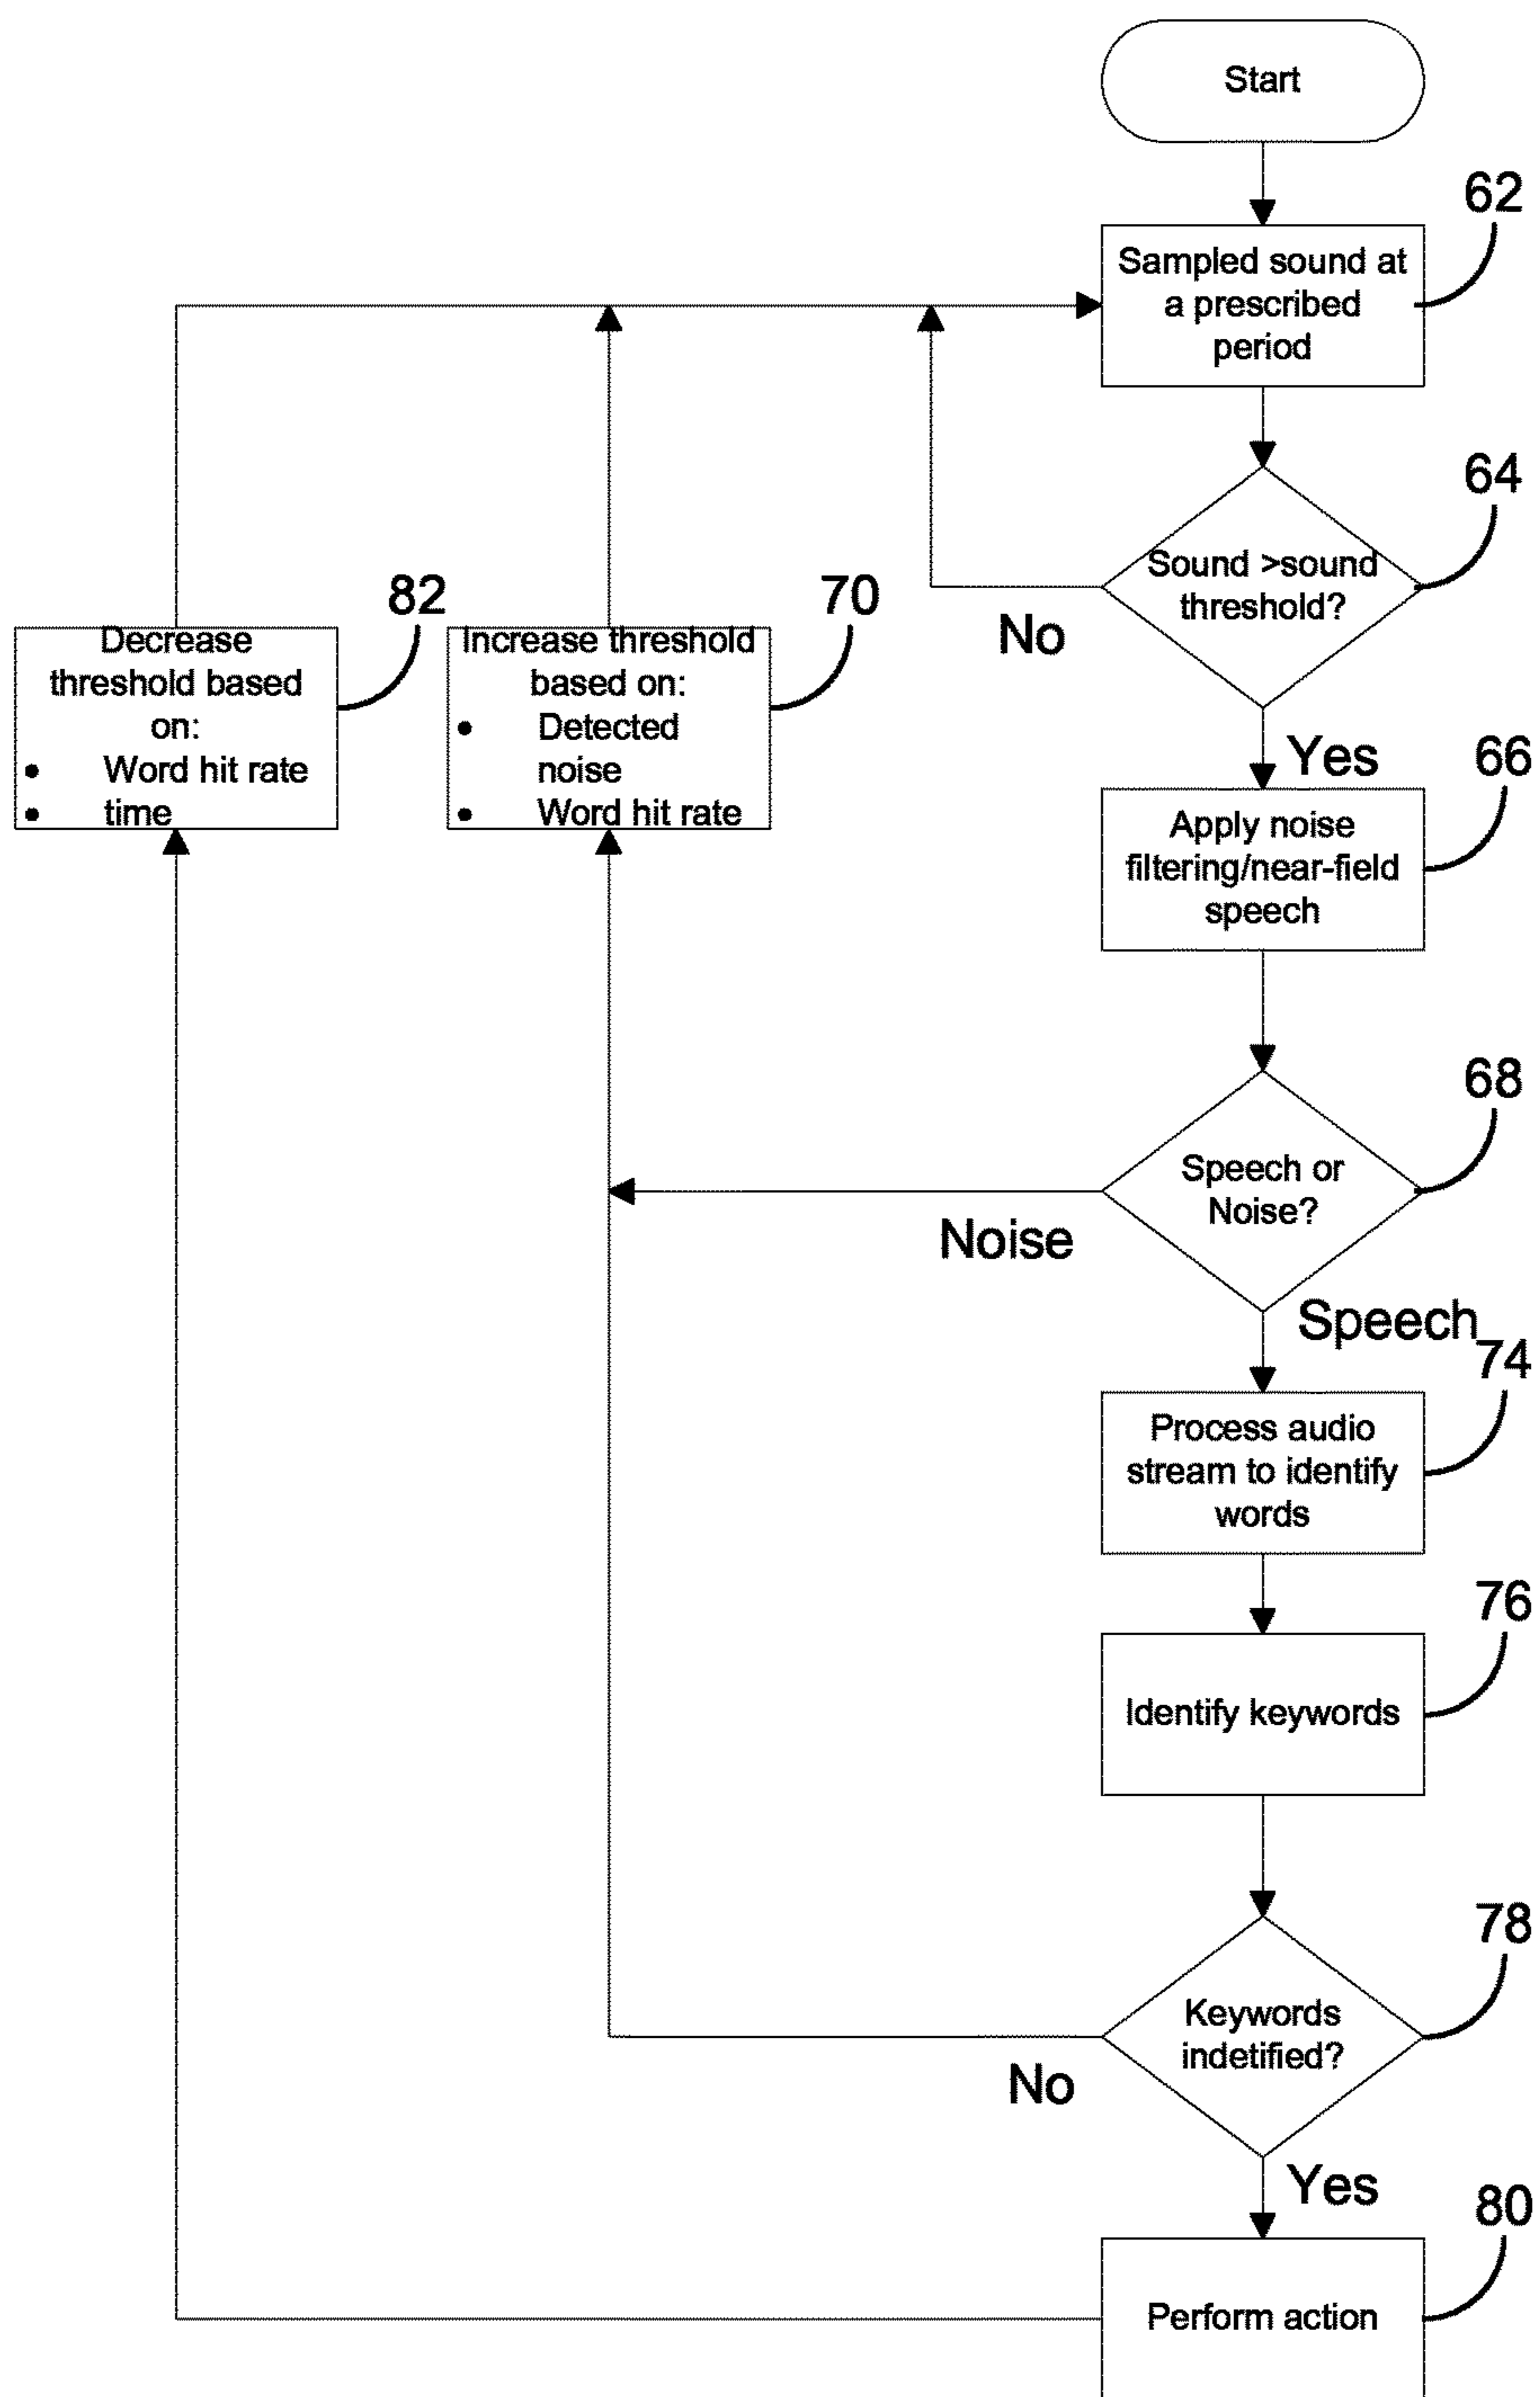 Start
62
Sampled sound at
a prescribed
period
64
Sound >sound
threshold?
No
Yes
82
Decrease
threshold based
on:
• Word hit rate
• time
70
Increase threshold
based on:
• Detected
noise
• Word hit rate
66
Apply noise
filtering/near-field
speech
68
Speech or
Noise?
Noise
Speech
74
Process audio
stream to identify
words
76
Identify keywords
78
Keywords
indetified?
No
Yes
80
Perform action